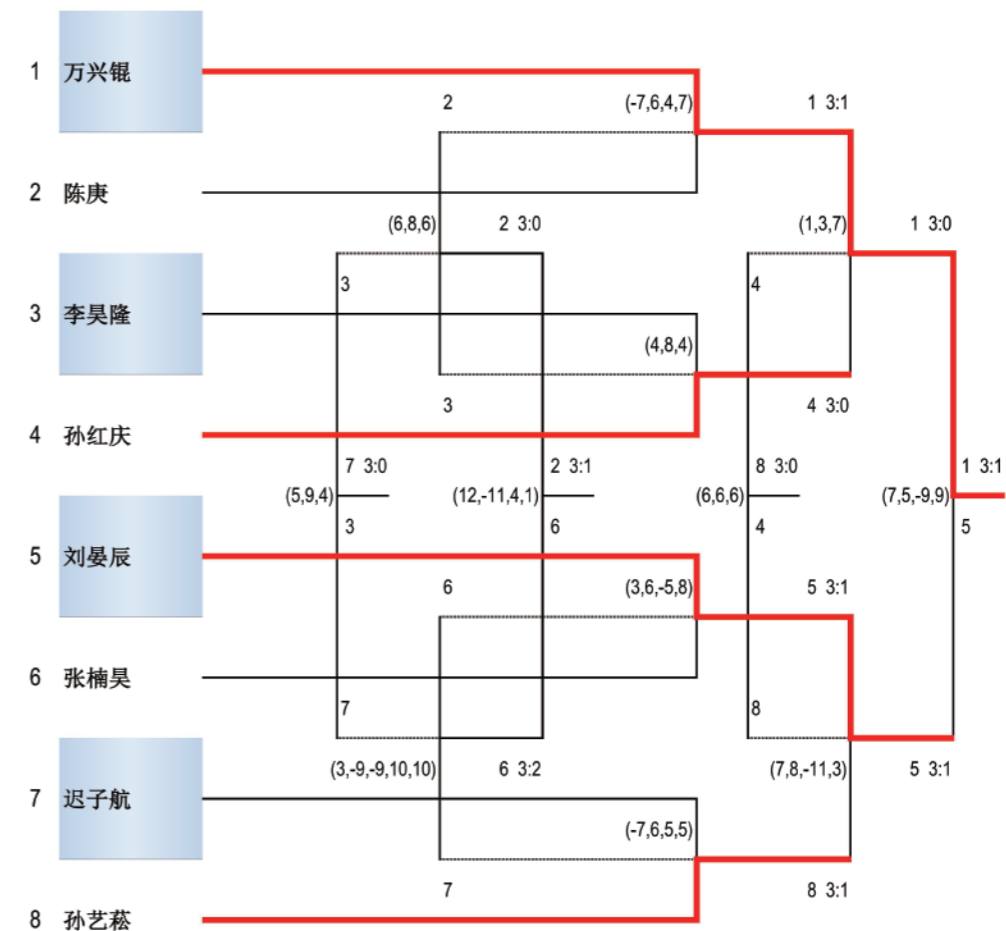 1 万兴锟
2 (-7,6,4,7) 1 3:1
2 陈庚
(6,8,6) 2 3:0 (1,3,7) 1 3:0
3 4
3 李昊隆
(4,8,4)
3 4 3:0
4 孙红庆
7 3:0 2 3:1 8 3:0 1 3:1
(5,9,4) (12,-11,4,1) (6,6,6) (7,5,-9,9)
3 6 4 5
5 刘晏辰
6 (3,6,-5,8) 5 3:1
6 张楠昊
7 8
(3,-9,-9,10,10) 6 3:2 (7,8,-11,3) 5 3:1
7 迟子航
(-7,6,5,5)
7 8 3:1
8 孙艺菘